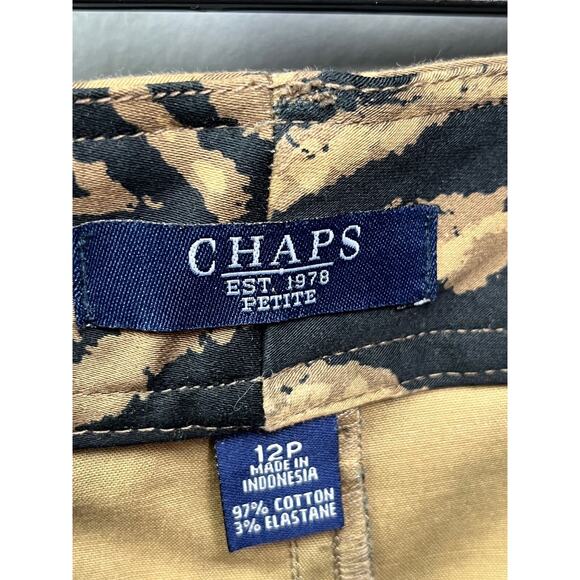 CHAPS
EST. 1978
PETITE
12P
MADE IN
INDONESIA
97% COTTON
3% ELASTANE